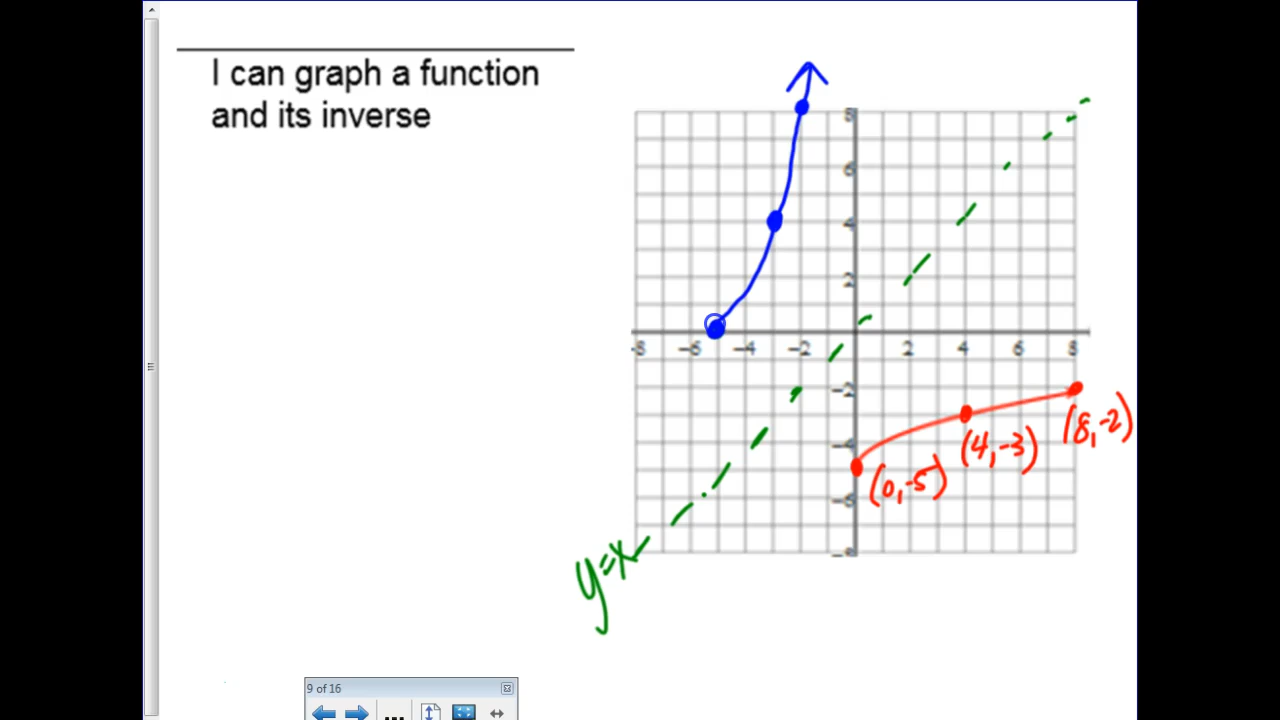 I can graph a function
and its inverse
8
6
4
2
-8 -6 -4 -2 2 4 6 8
-2
-4
-6
-8
(8,-2)
(4,-3)
(0,-5)
y=x
9 of 16